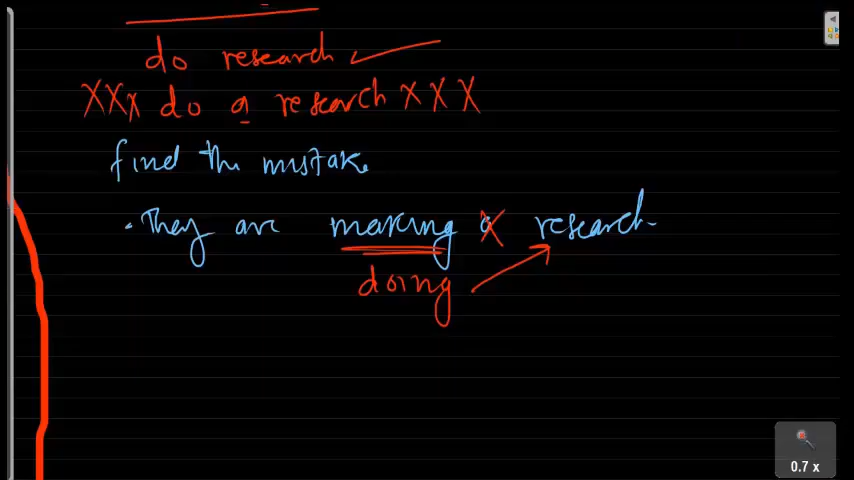 do research
XXX do a research XXX
find the mistake
. They are making a research.
doing
0.7 x